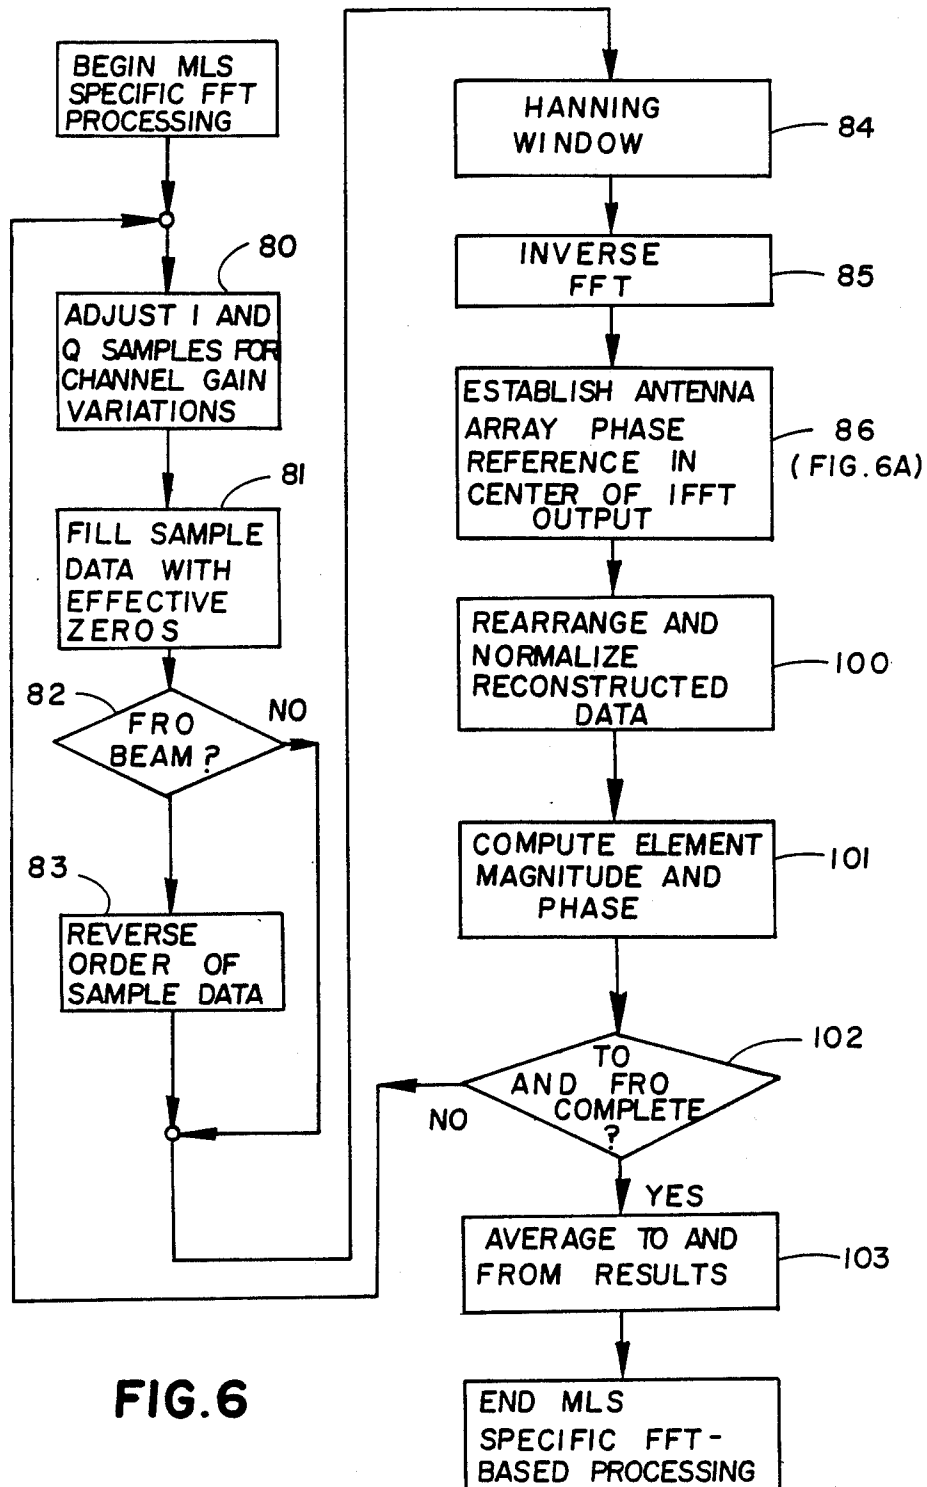 BEGIN MLS
SPECIFIC FFT
PROCESSING
80
ADJUST I AND
Q SAMPLES FOR
CHANNEL GAIN
VARIATIONS
81
FILL SAMPLE
DATA WITH
EFFECTIVE
ZEROS
82
FRO
BEAM?
NO
83
REVERSE
ORDER OF
SAMPLE DATA
HANNING
WINDOW
84
INVERSE
FFT
85
ESTABLISH ANTENNA
ARRAY PHASE
REFERENCE IN
CENTER OF IFFT
OUTPUT
86
(FIG.6A)
REARRANGE AND
NORMALIZE
RECONSTRUCTED
DATA
100
COMPUTE ELEMENT
MAGNITUDE AND
PHASE
101
TO
AND FRO
COMPLETE
?
102
NO
YES
AVERAGE TO AND
FROM RESULTS
103
END MLS
SPECIFIC FFT-
BASED PROCESSING
FIG.6